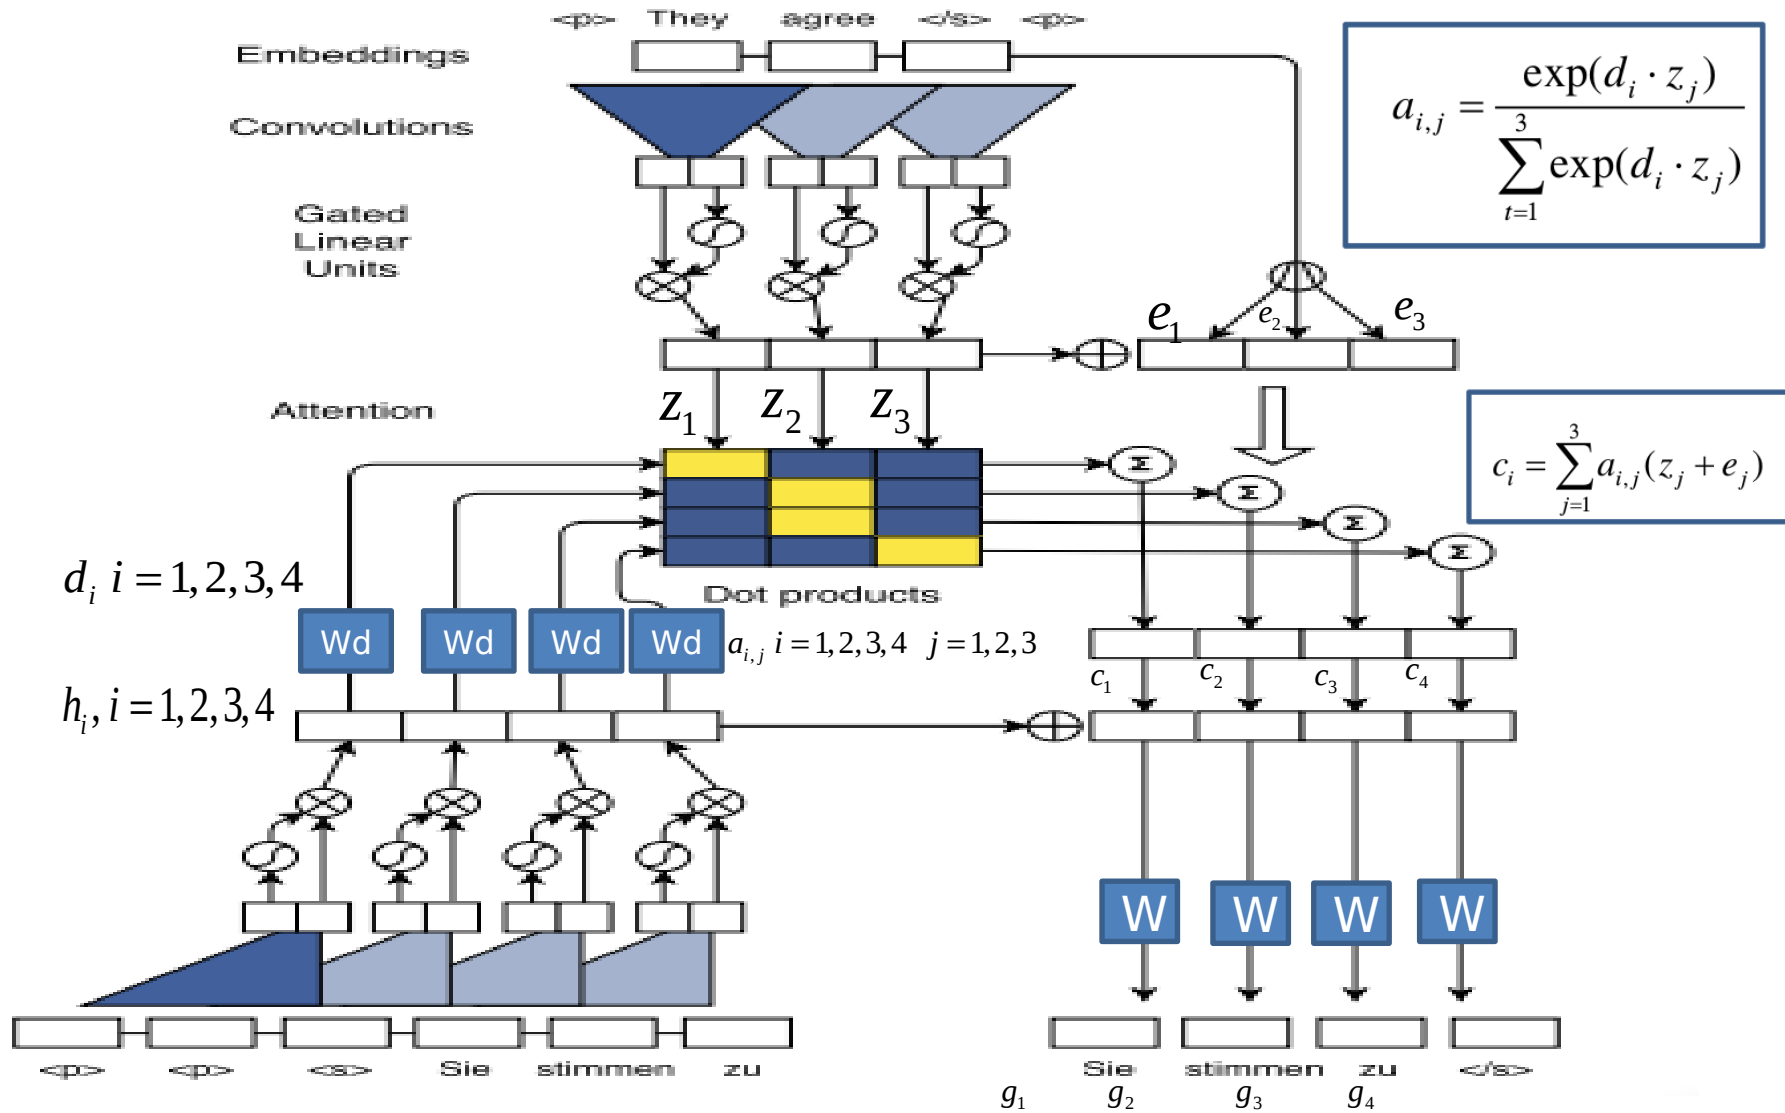 <p> They agree </s> <p>
Embeddings
Convolutions
a_{i,j} = exp(d_i · z_j) / ∑_{t=1}^{3} exp(d_i · z_j)
Gated
Linear
Units
e_1 e_2 e_3
z_1 z_2 z_3
Attention
Σ
Σ
Σ
Σ
c_i = ∑_{j=1}^{3} a_{i,j}(z_j + e_j)
d_i i = 1,2,3,4
Dot products
Wd Wd Wd Wd
a_{i,j} i = 1,2,3,4 j = 1,2,3
c_1 c_2 c_3 c_4
h_i, i = 1,2,3,4
W W W W
<p> <p> <s> Sie stimmen zu
Sie stimmen zu </s>
g_1 g_2 g_3 g_4